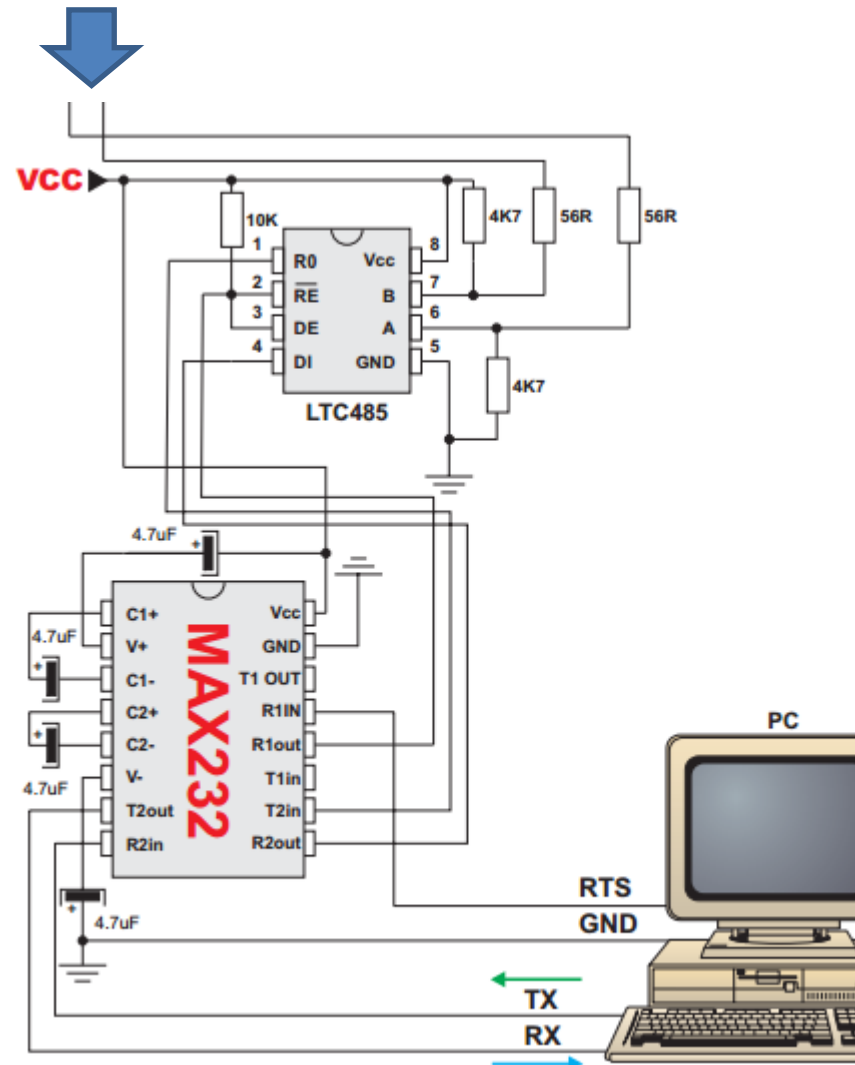 VCC
10K
4K7
56R
56R
1
R0
Vcc
8
2
RE
B
7
3
DE
A
6
4
DI
GND
5
4K7
LTC485
4.7uF
C1+
Vcc
4.7uF
V+
GND
C1-
T1 OUT
C2+
R1IN
C2-
R1out
4.7uF
V-
T1in
T2out
T2in
R2in
R2out
MAX232
4.7uF
PC
RTS
GND
TX
RX